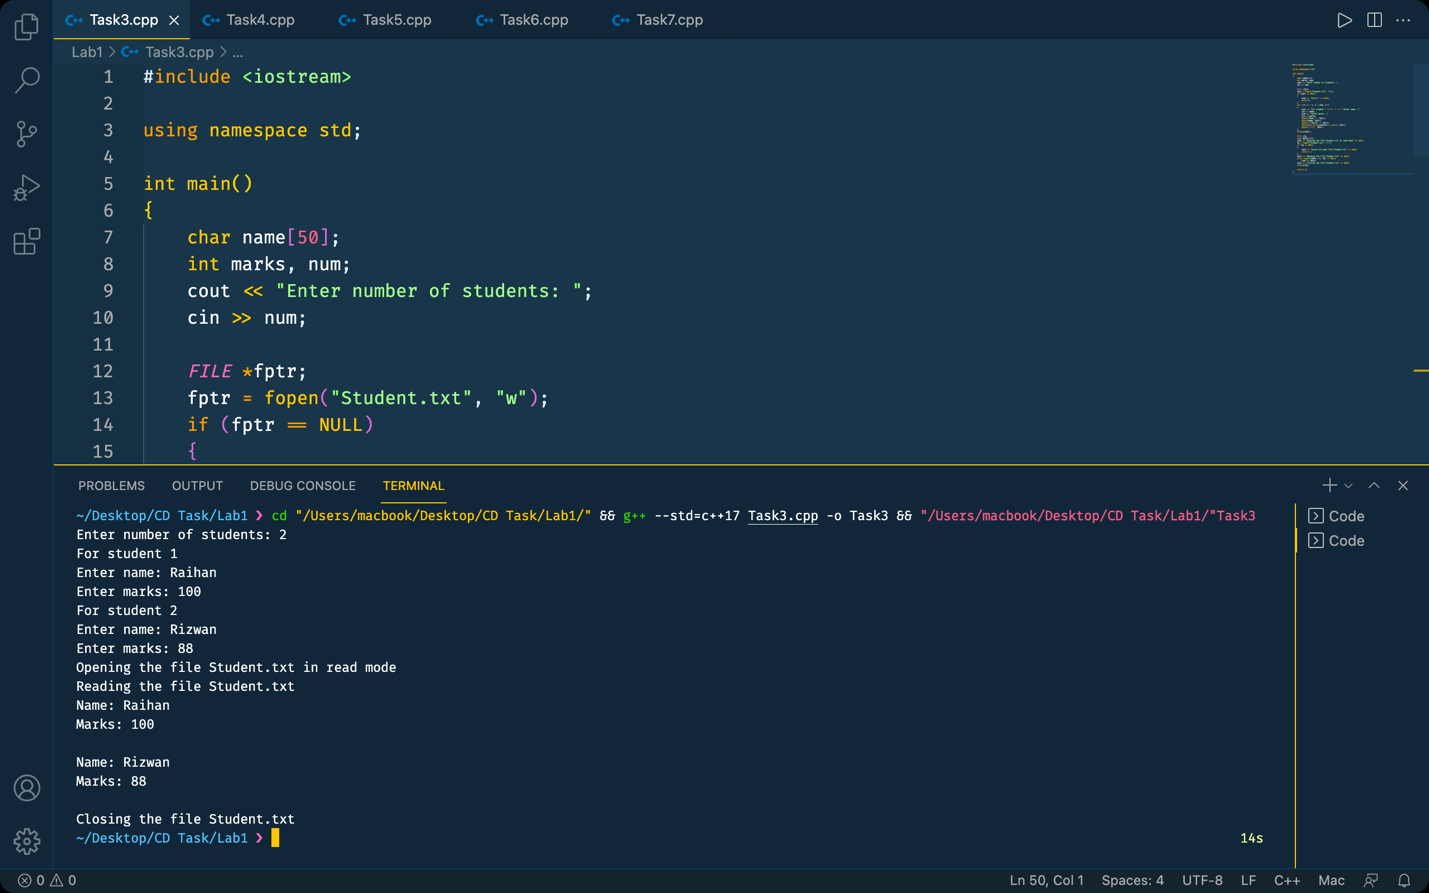 Task3.cpp Task4.cpp Task5.cpp Task6.cpp Task7.cpp
Lab1 > Task3.cpp > ...
1 #include <iostream>
2
3 using namespace std;
4
5 int main()
6 {
7 char name[50];
8 int marks, num;
9 cout << "Enter number of students: ";
10 cin >> num;
11
12 FILE *fptr;
13 fptr = fopen("Student.txt", "w");
14 if (fptr == NULL)
15 {
PROBLEMS OUTPUT DEBUG CONSOLE TERMINAL
~/Desktop/CD Task/Lab1 ❯ cd "/Users/macbook/Desktop/CD Task/Lab1/" && g++ --std=c++17 Task3.cpp -o Task3 && "/Users/macbook/Desktop/CD Task/Lab1/"Task3
Enter number of students: 2
For student 1
Enter name: Raihan
Enter marks: 100
For student 2
Enter name: Rizwan
Enter marks: 88
Opening the file Student.txt in read mode
Reading the file Student.txt
Name: Raihan
Marks: 100
Name: Rizwan
Marks: 88
Closing the file Student.txt
~/Desktop/CD Task/Lab1 ❯
14s
Code
Code
0 0 Ln 50, Col 1 Spaces: 4 UTF-8 LF C++ Mac